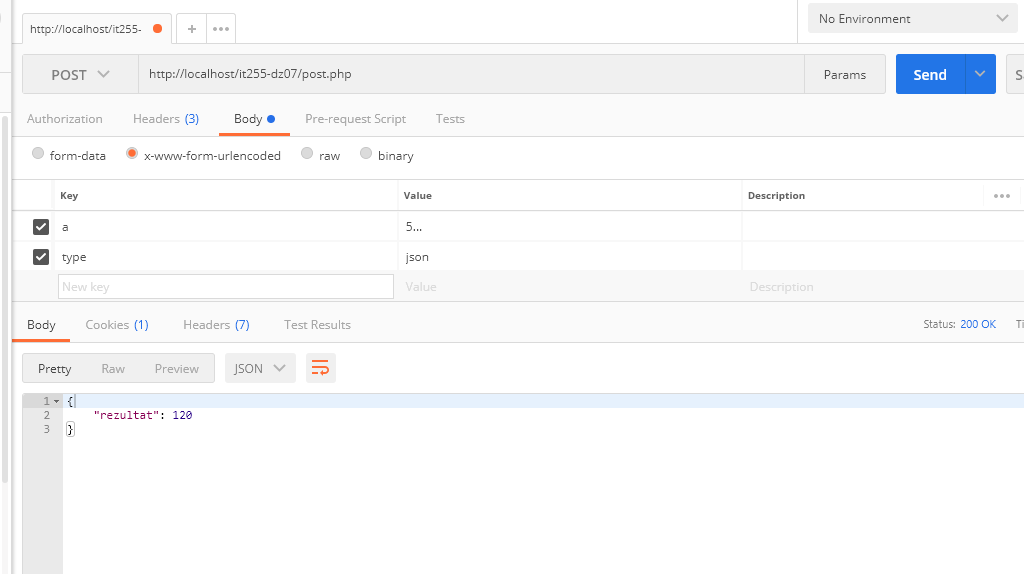 http://localhost/it255-
No Environment
POST http://localhost/it255-dz07/post.php Params Send
Authorization Headers (3) Body Pre-request Script Tests
form-data x-www-form-urlencoded raw binary
Key Value Description
a 5...
type json
New key Value Description
Body Cookies (1) Headers (7) Test Results Status: 200 OK Ti
Pretty Raw Preview JSON
1 {
2 "rezultat": 120
3 }